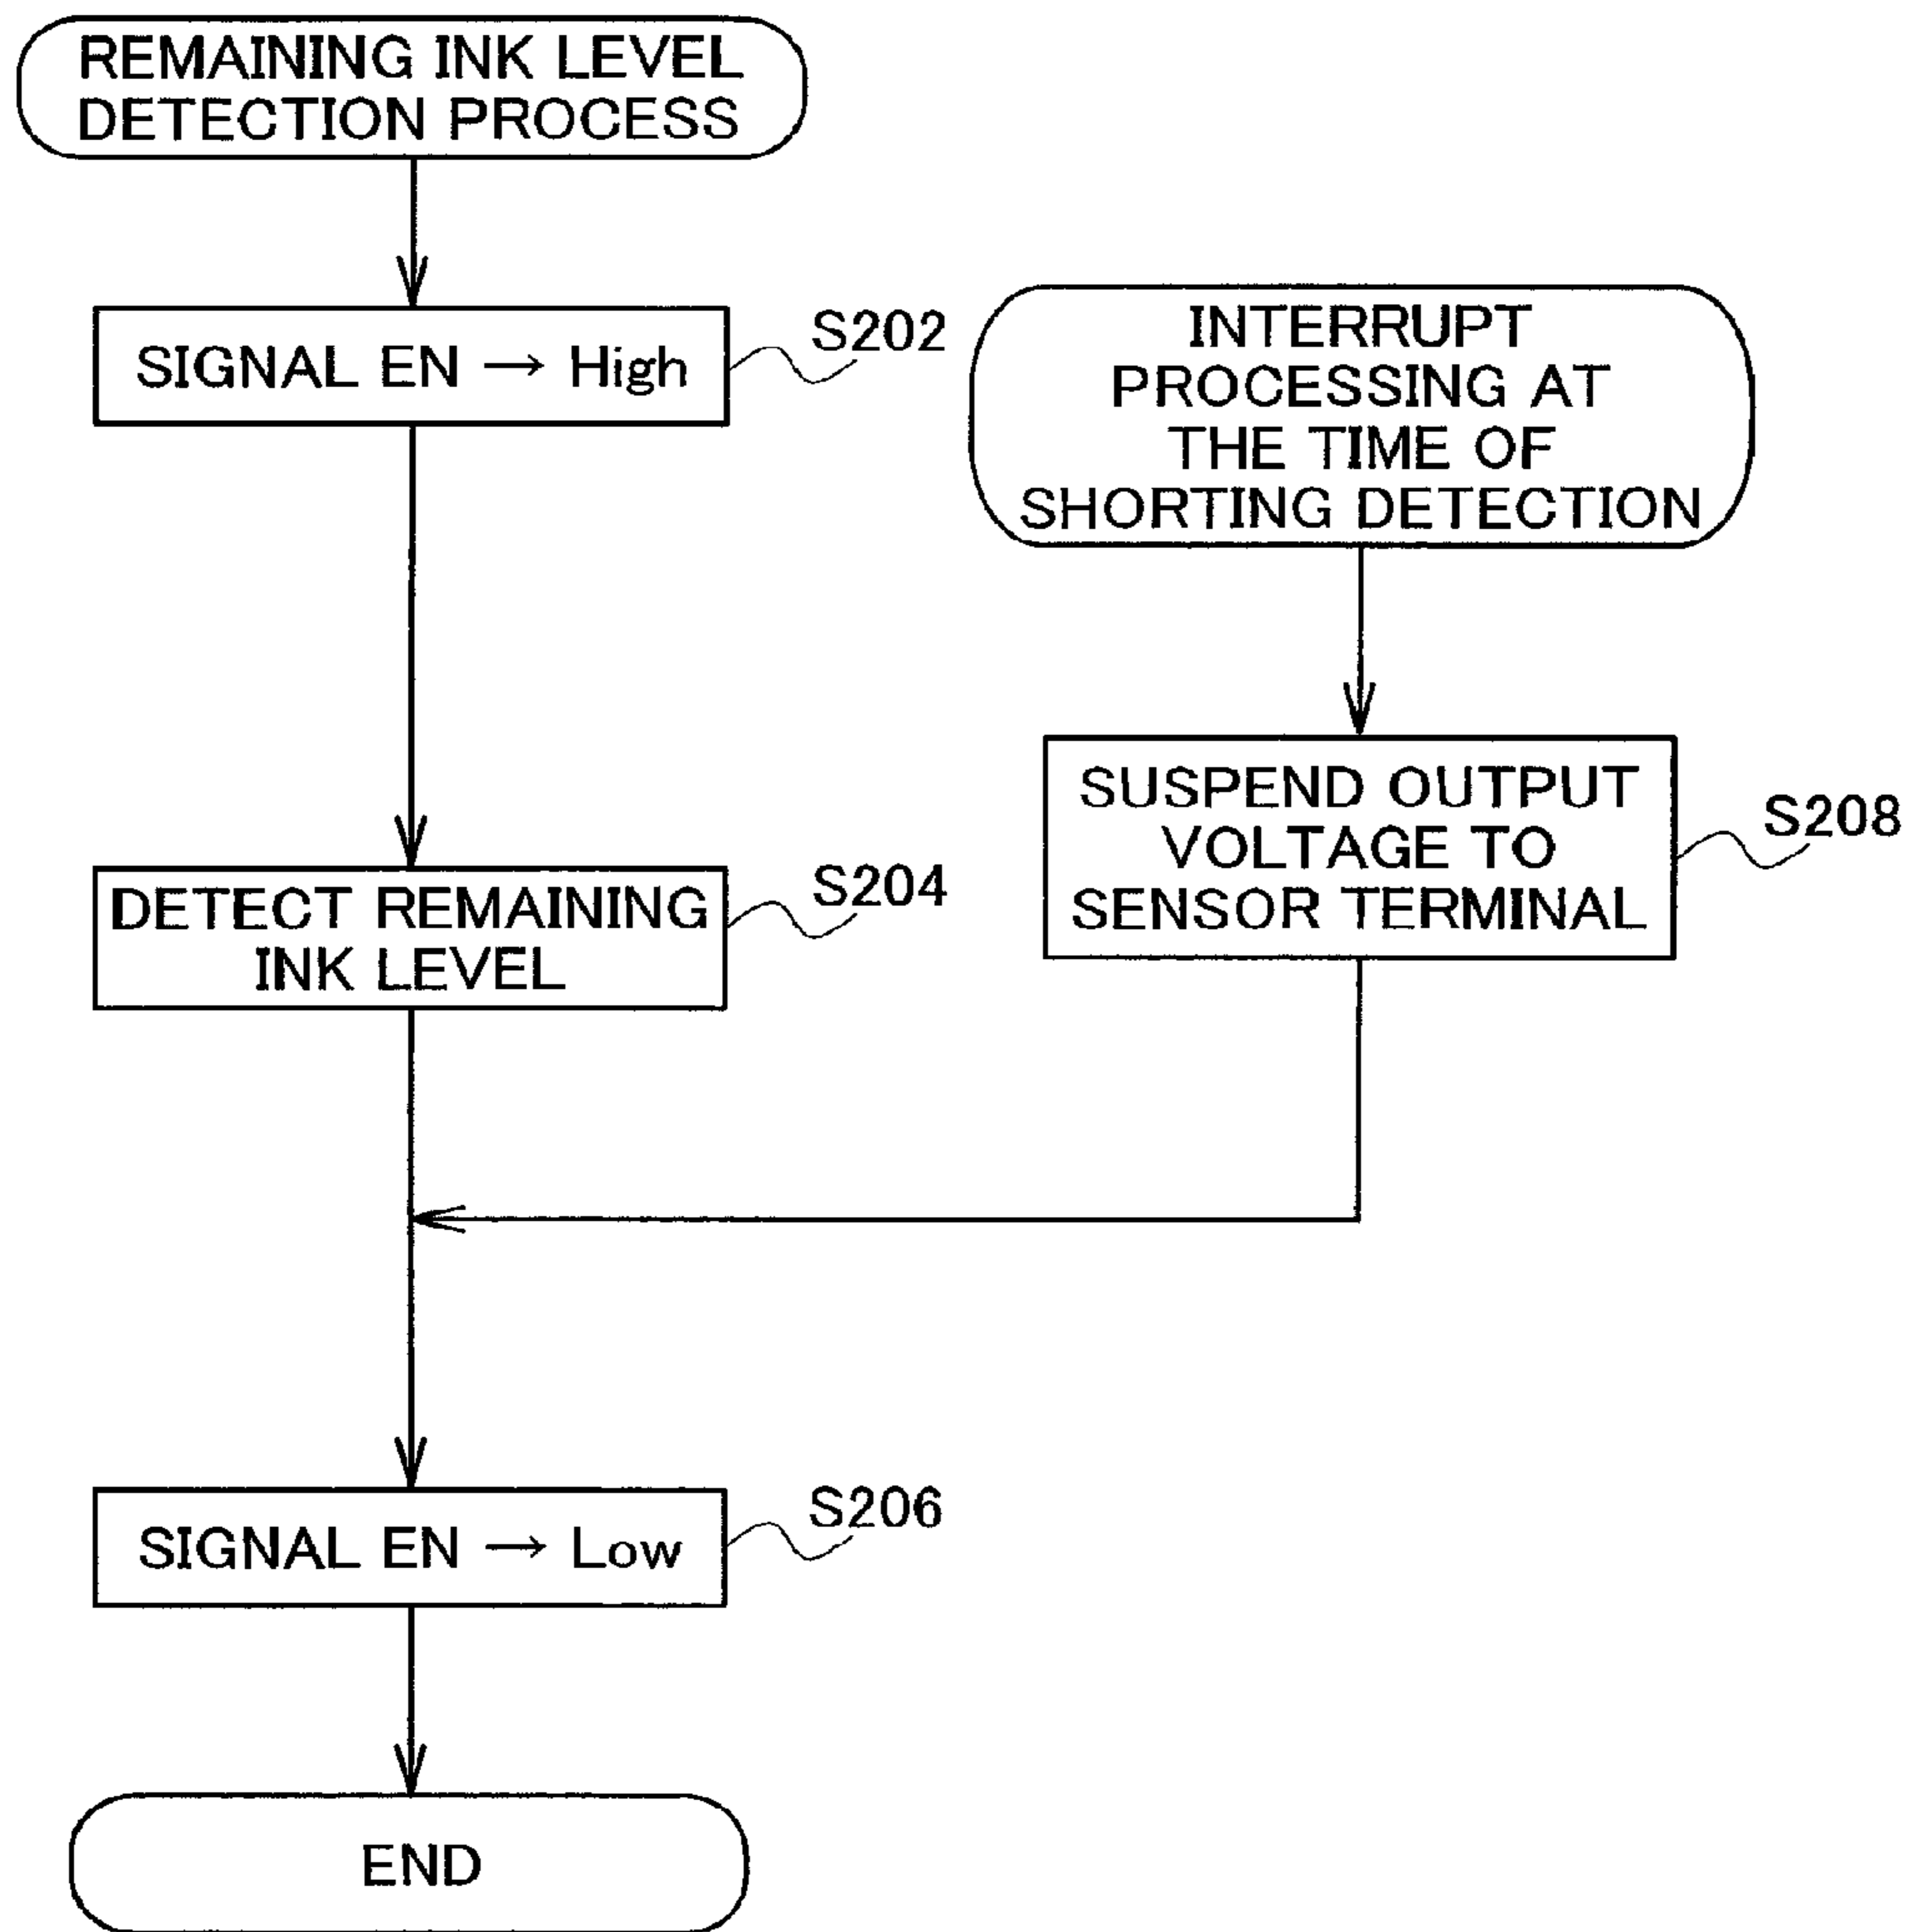 REMAINING INK LEVEL
DETECTION PROCESS
SIGNAL EN → High
S202
INTERRUPT
PROCESSING AT
THE TIME OF
SHORTING DETECTION
SUSPEND OUTPUT
VOLTAGE TO
SENSOR TERMINAL
S208
DETECT REMAINING
INK LEVEL
S204
SIGNAL EN → Low
S206
END